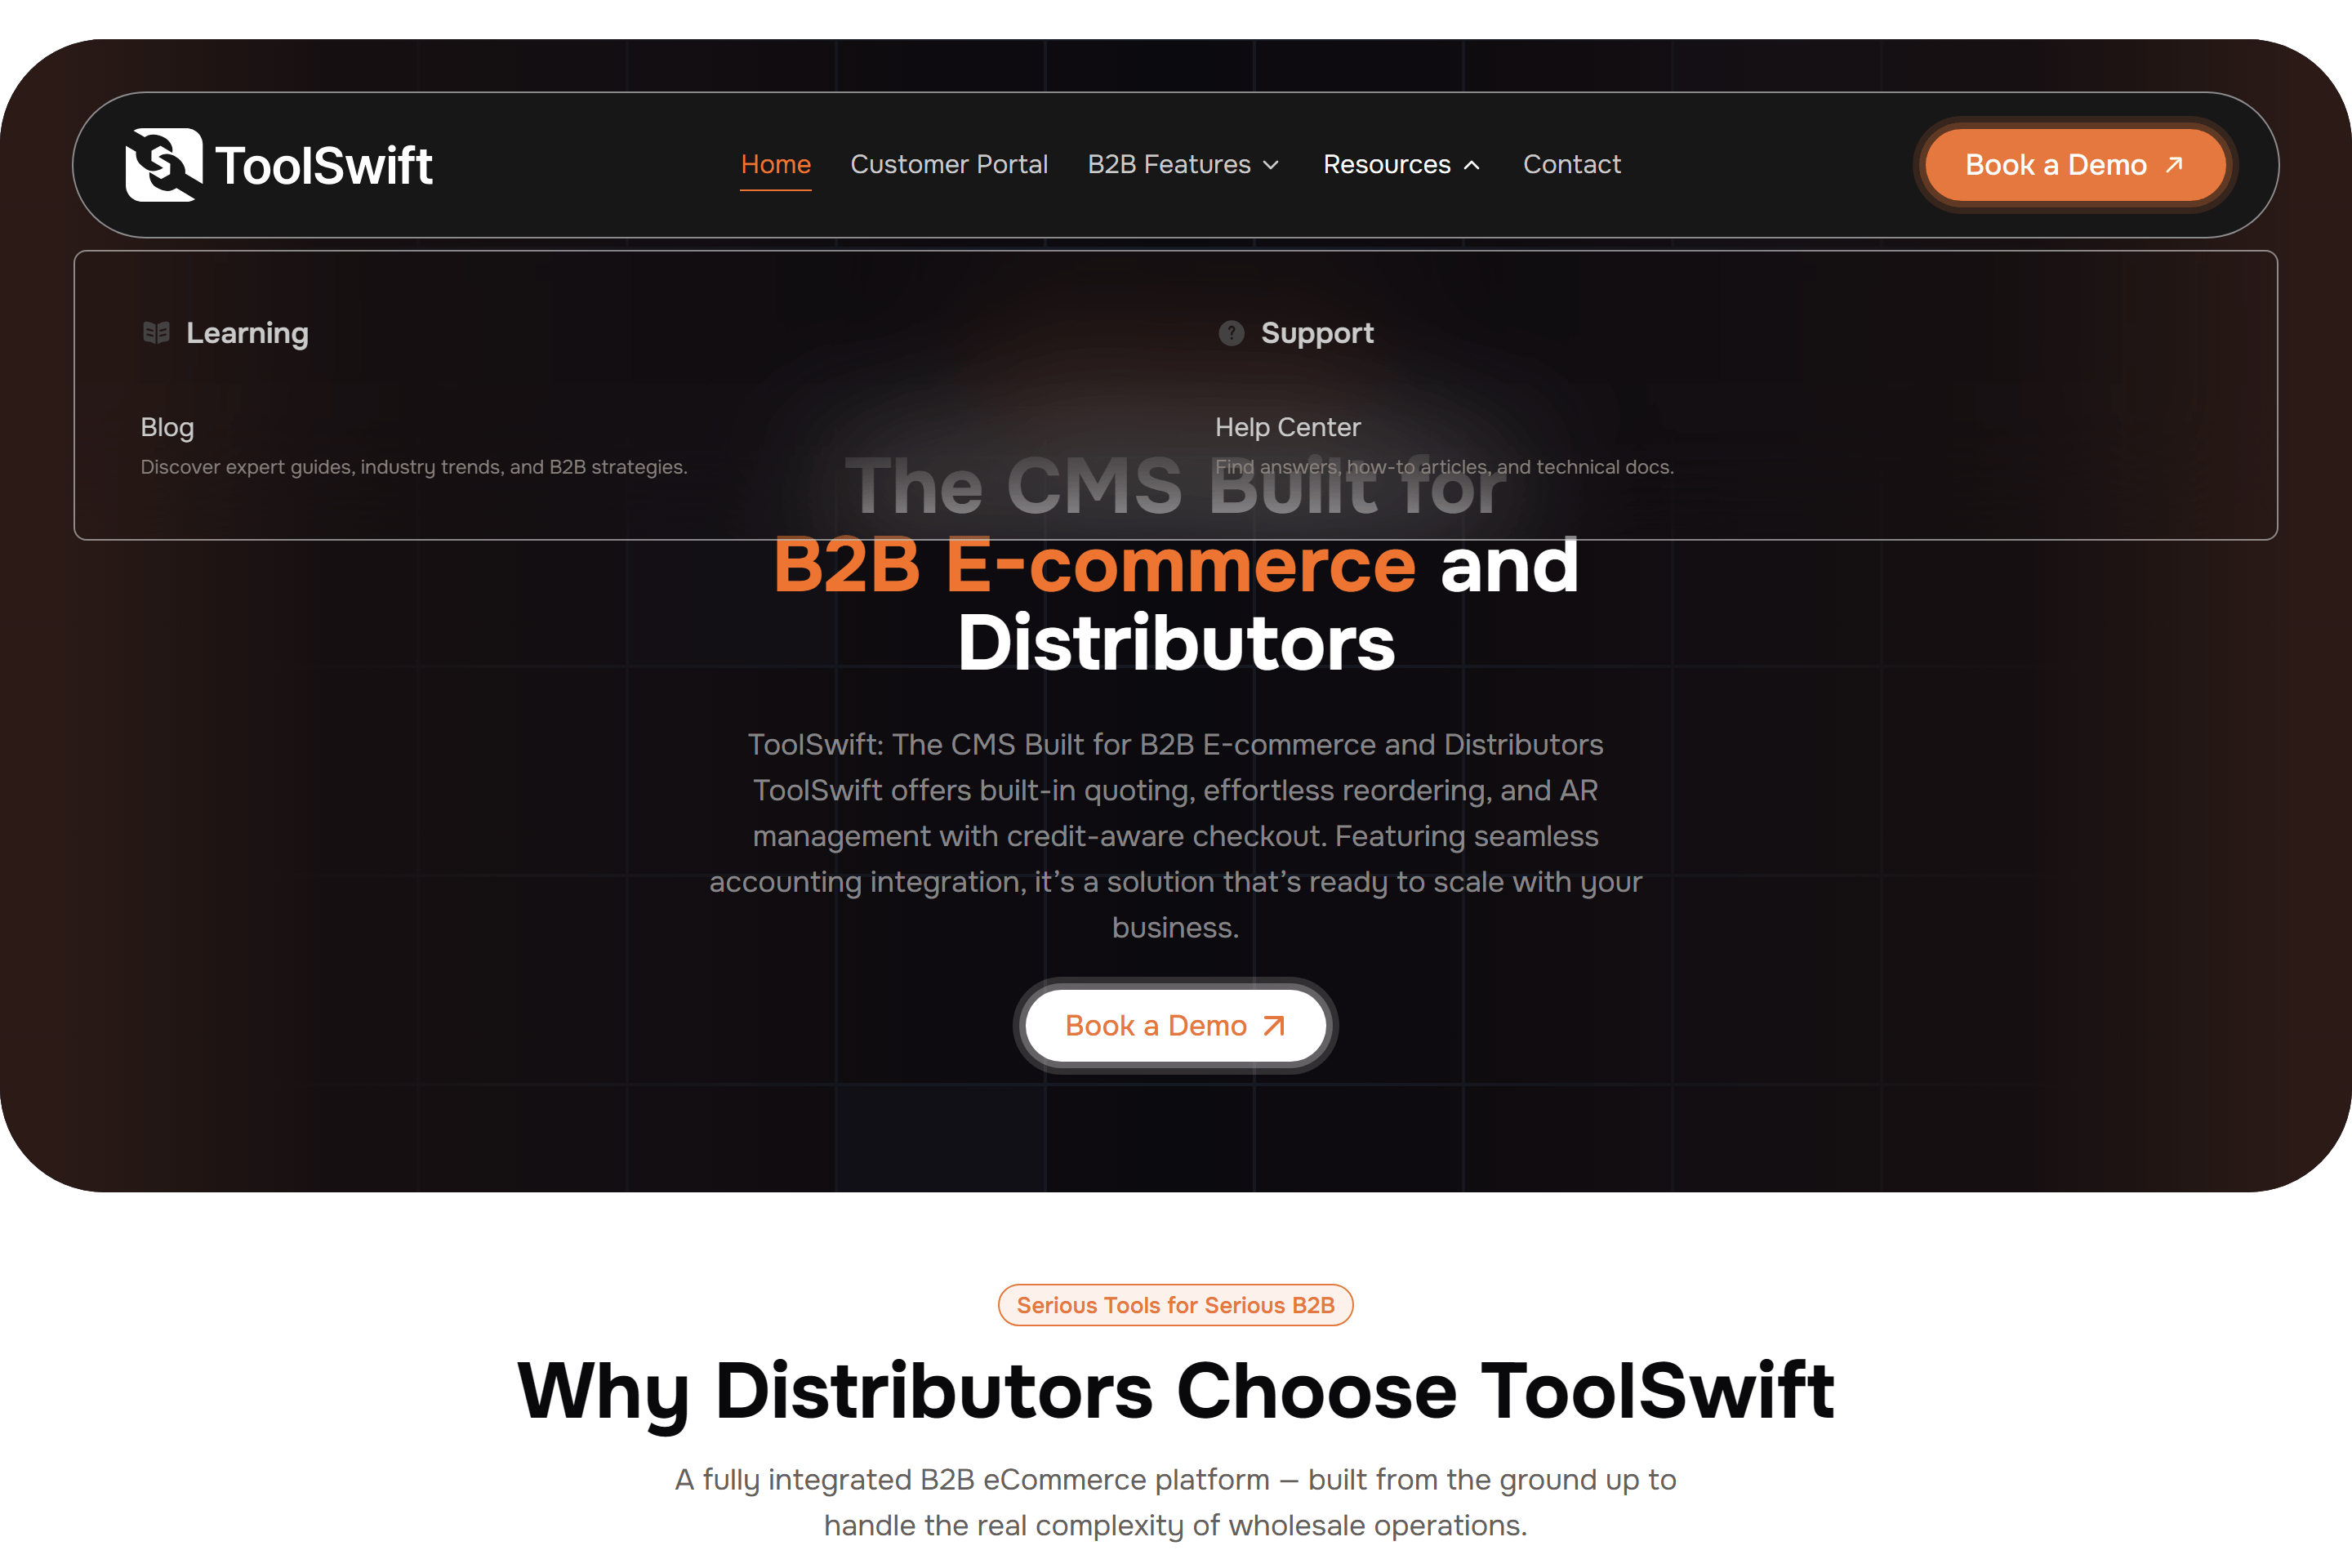 ToolSwift
Home
Customer Portal
B2B Features
Resources
Contact
Book a Demo
Learning
Blog
Discover expert guides, industry trends, and B2B strategies.
Support
Help Center
Find answers, how-to articles, and technical docs.
The CMS Built for
B2B E-commerce and
Distributors
ToolSwift: The CMS Built for B2B E-commerce and Distributors
ToolSwift offers built-in quoting, effortless reordering, and AR
management with credit-aware checkout. Featuring seamless
accounting integration, it’s a solution that’s ready to scale with your
business.
Book a Demo
Serious Tools for Serious B2B
Why Distributors Choose ToolSwift
A fully integrated B2B eCommerce platform — built from the ground up to
handle the real complexity of wholesale operations.